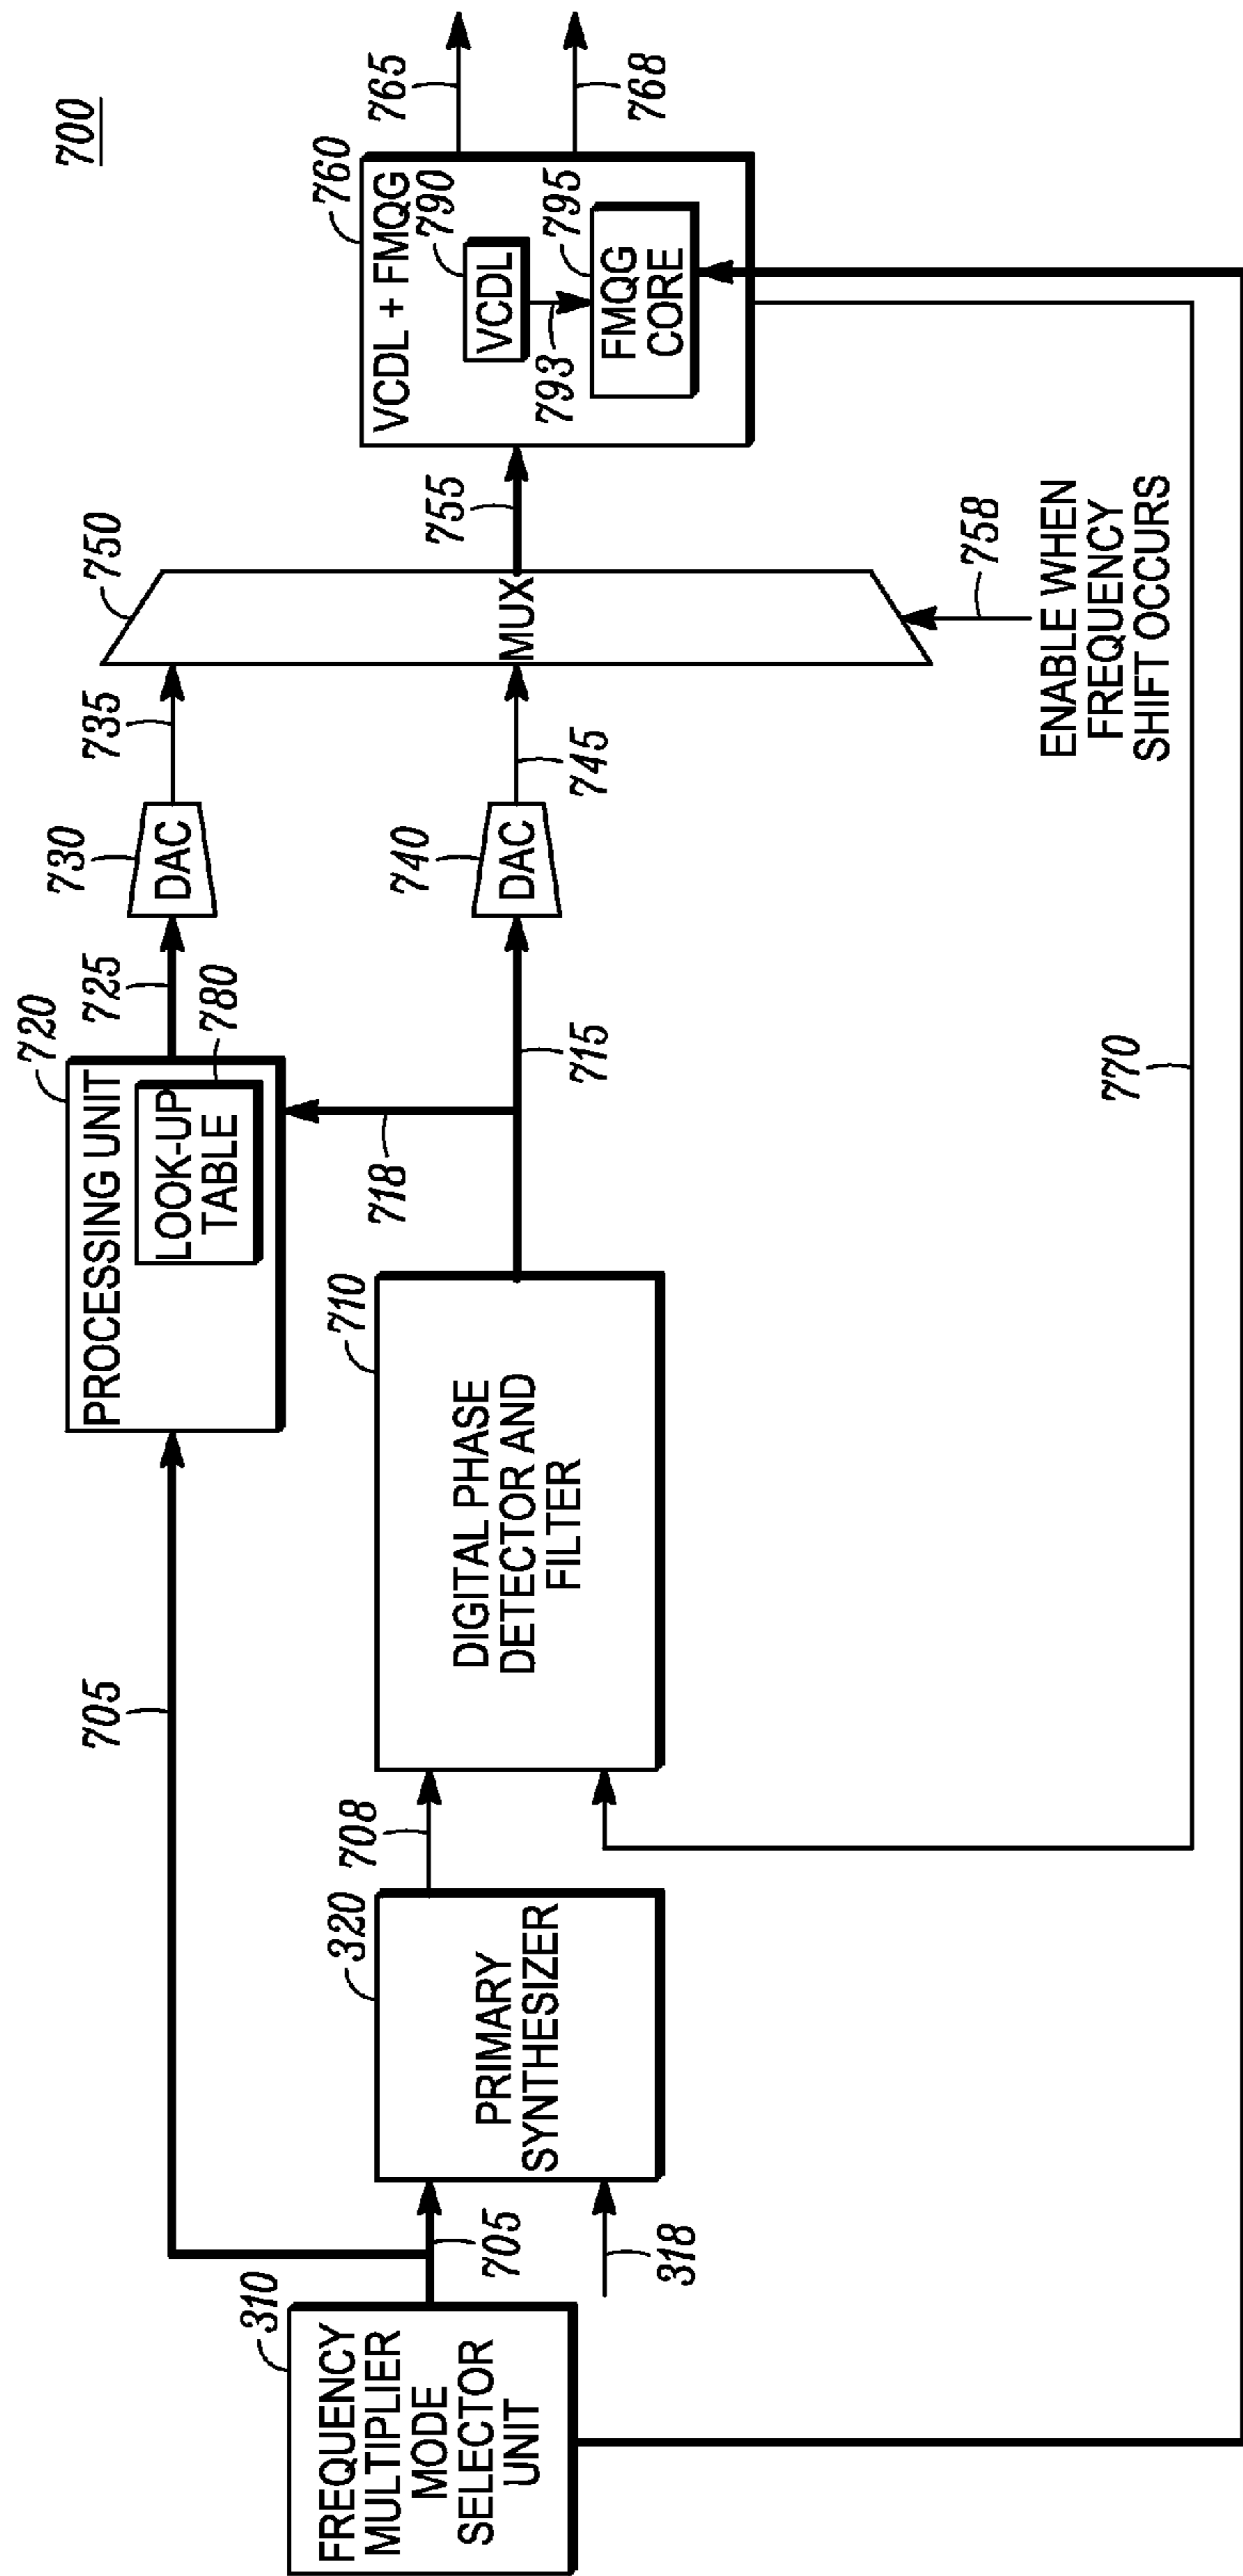 700
FREQUENCY
MULTIPLIER
MODE
SELECTOR
UNIT
310
705
705
318
PRIMARY
SYNTHESIZER
320
708
DIGITAL PHASE
DETECTOR AND
FILTER
710
PROCESSING UNIT
720
LOOK-UP
TABLE
780
718
715
725
DAC
730
735
DAC
740
745
MUX
750
755
758
ENABLE WHEN
FREQUENCY
SHIFT OCCURS
VCDL + FMQG
760
VCDL
790
793
FMQG
CORE
795
765
768
770